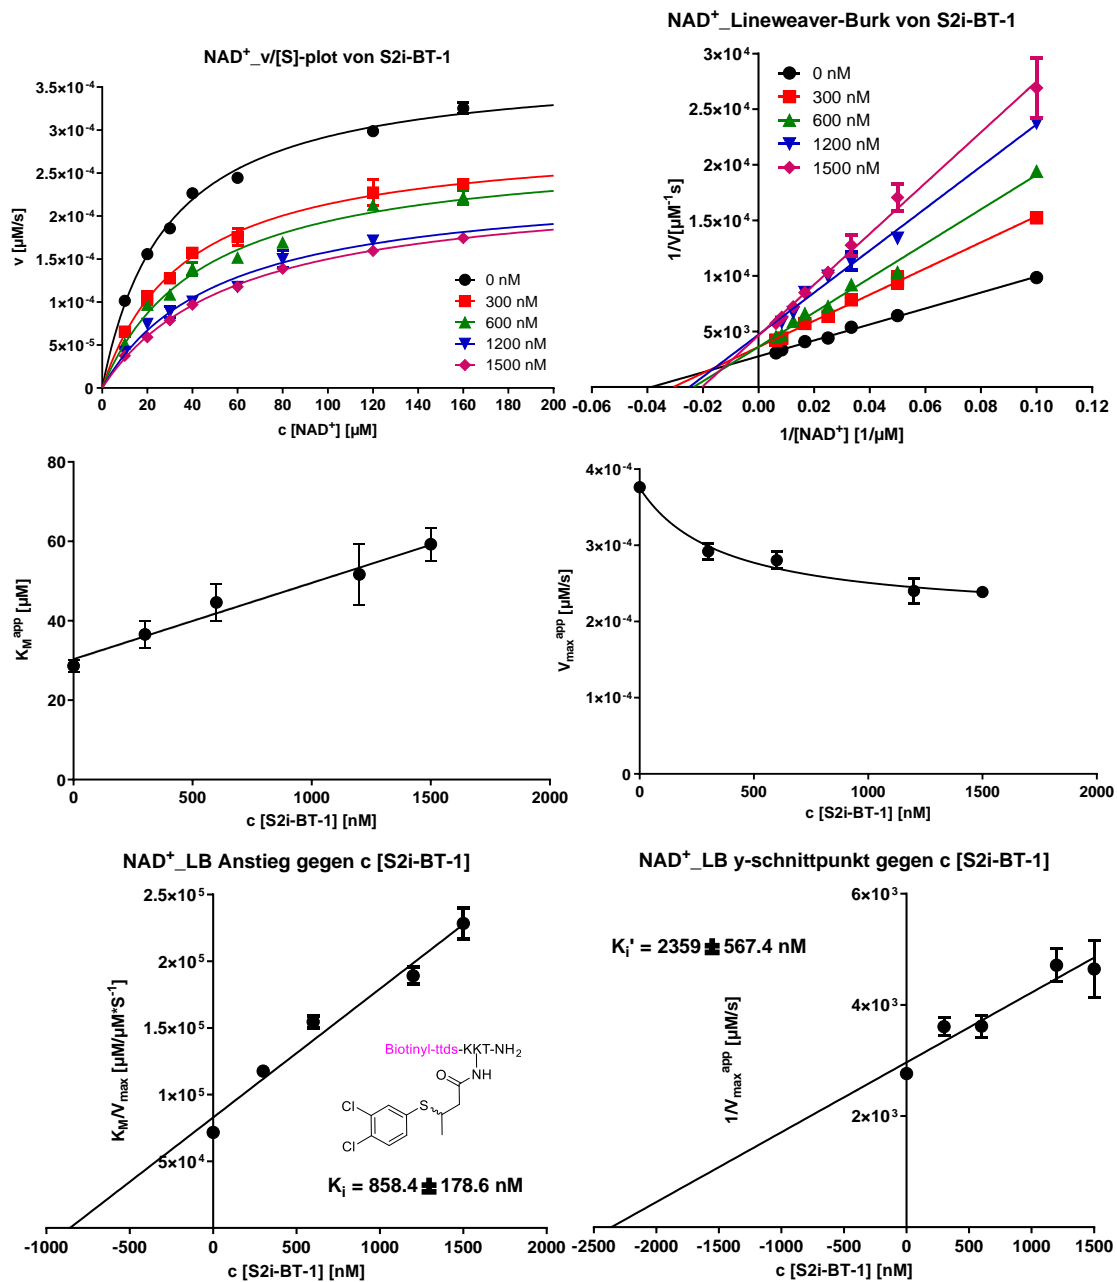 NAD⁺_v/[S]-plot von S2i-BT-1
v [µM/s]
3.5×10⁻⁴
3×10⁻⁴
2.5×10⁻⁴
2×10⁻⁴
1.5×10⁻⁴
1×10⁻⁴
5×10⁻⁵
0
0 20 40 60 80 100 120 140 160 180 200
c [NAD⁺] [µM]
0 nM
300 nM
600 nM
1200 nM
1500 nM
NAD⁺_Lineweaver-Burk von S2i-BT-1
1/V[µM⁻¹s]
3×10⁴
2.5×10⁴
2×10⁴
1.5×10⁴
1×10⁴
5×10³
-0.06 -0.04 -0.02 0.00 0.02 0.04 0.06 0.08 0.10 0.12
1/[NAD⁺] [1/µM]
0 nM
300 nM
600 nM
1200 nM
1500 nM
K_M^app [µM]
80
60
40
20
0
0 500 1000 1500 2000
c [S2i-BT-1] [nM]
V_max^app [µM/s]
4×10⁻⁴
3×10⁻⁴
2×10⁻⁴
1×10⁻⁴
0
0 500 1000 1500 2000
c [S2i-BT-1] [nM]
NAD⁺_LB Anstieg gegen c [S2i-BT-1]
K_M/V_max [µM/µM*S⁻¹]
2.5×10⁵
2×10⁵
1.5×10⁵
1×10⁵
5×10⁴
Biotinyl-ttds-KKT-NH₂
O
NH
S
Cl
Cl
K_i = 858.4 ± 178.6 nM
-1000 -500 0 500 1000 1500 2000
c [S2i-BT-1] [nM]
NAD⁺_LB y-schnittpunkt gegen c [S2i-BT-1]
K_i' = 2359 ± 567.4 nM
1/V_max^app [µM/s]
6×10³
4×10³
2×10³
-2500 -2000 -1500 -1000 -500 0 500 1000 1500
c [S2i-BT-1] [nM]